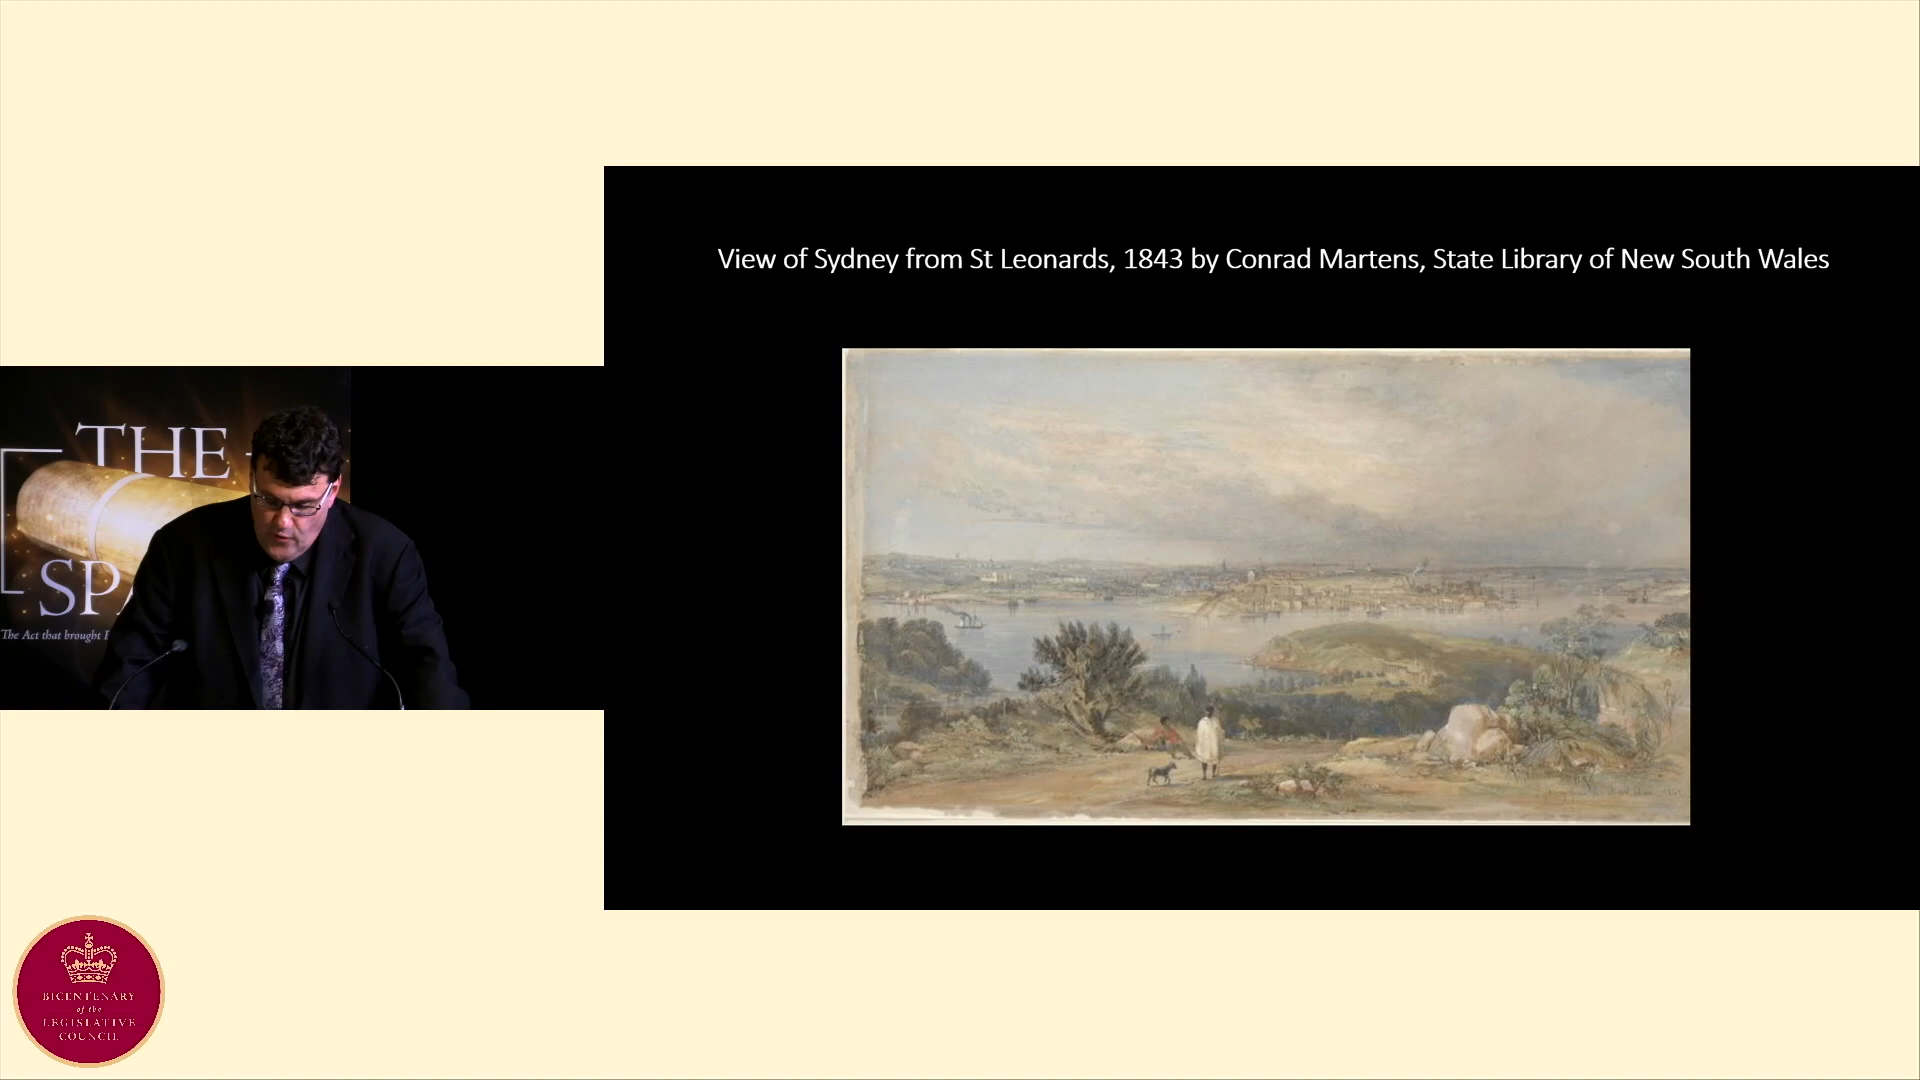 View of Sydney from St Leonards, 1843 by Conrad Martens, State Library of New South Wales
THE
The Act that brought
BICENTENARY
of the
LEGISLATIVE
COUNCIL